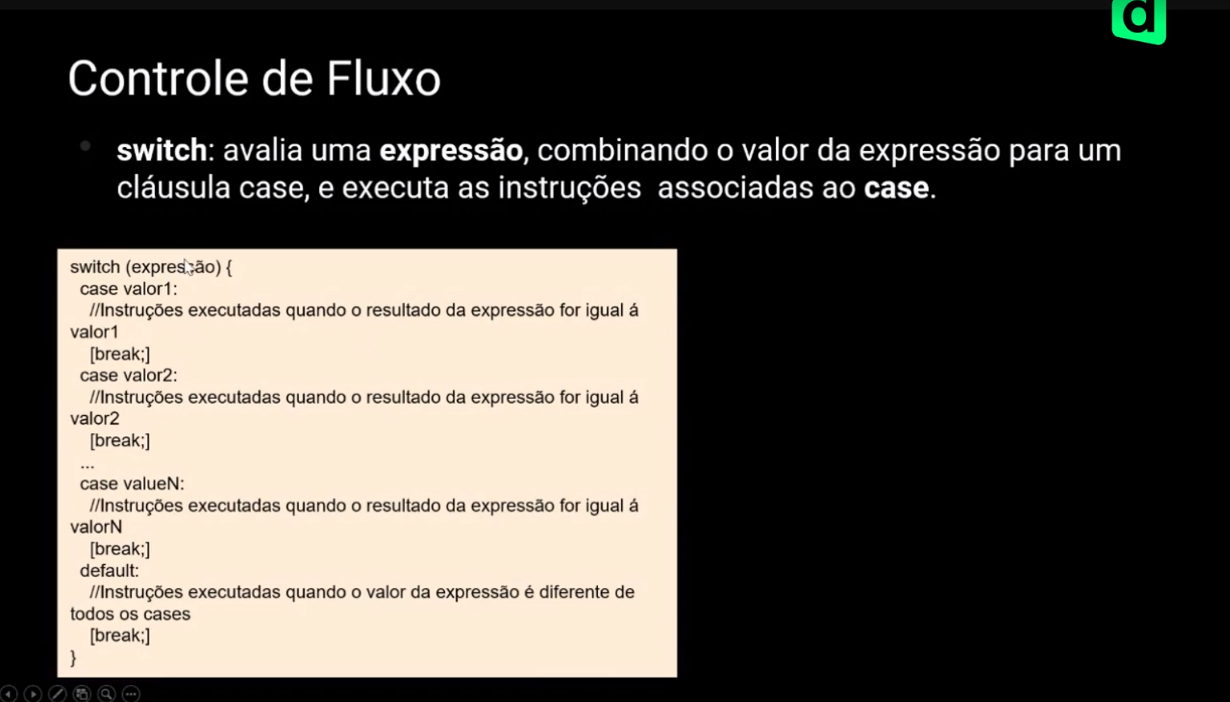 d
Controle de Fluxo
switch: avalia uma expressão, combinando o valor da expressão para um
cláusula case, e executa as instruções  associadas ao case.
switch (expressão) {
case valor1:
//Instruções executadas quando o resultado da expressão for igual á
valor1
[break;]
case valor2:
//Instruções executadas quando o resultado da expressão for igual á
valor2
[break;]
...
case valueN:
//Instruções executadas quando o resultado da expressão for igual á
valorN
[break;]
default:
//Instruções executadas quando o valor da expressão é diferente de
todos os cases
[break;]
}